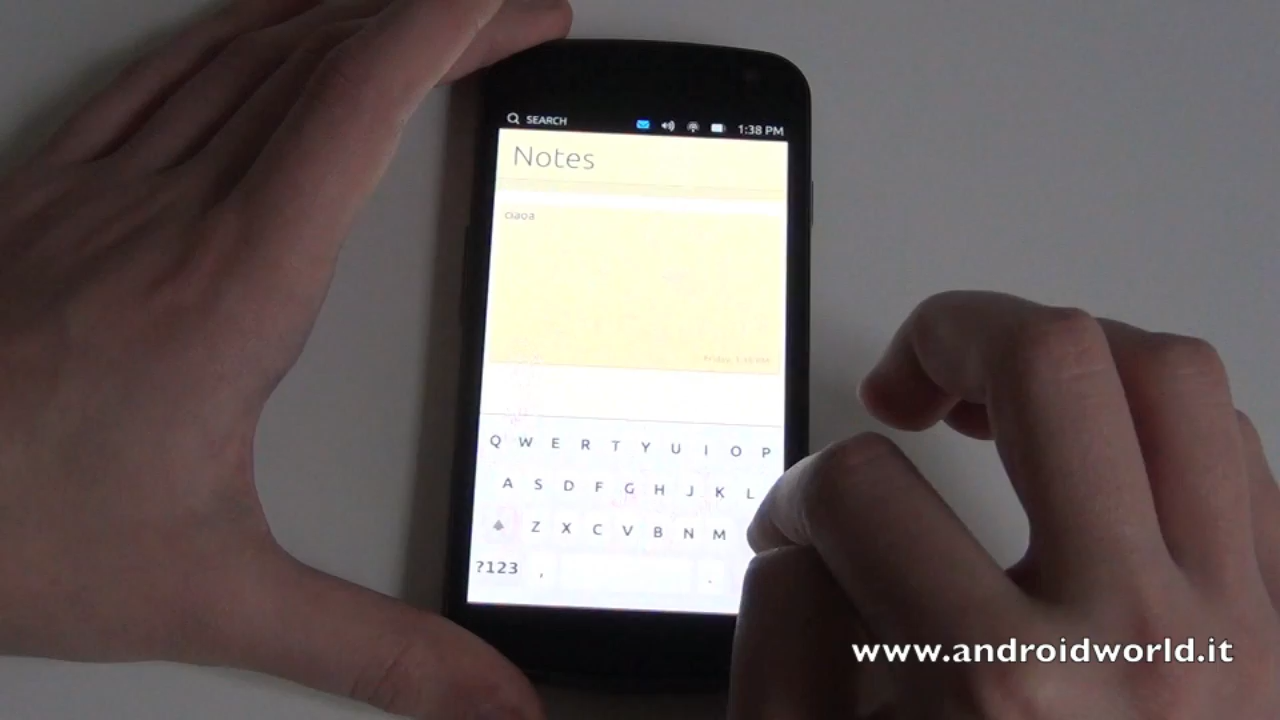 SEARCH 1:38 PM
Notes
ciaoa
Q W E R T Y U I O P
A S D F G H J K L
Z X C V B N M
?123 , .
www.androidworld.it